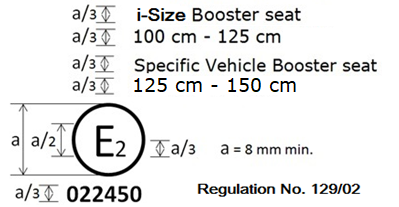 a/3 i-Size Booster seat
a/3 100 cm - 125 cm
a/3 Specific Vehicle Booster seat
a/3 125 cm - 150 cm
a a/2 E2 a/3 a = 8 mm min.
a/3 022450 Regulation No. 129/02